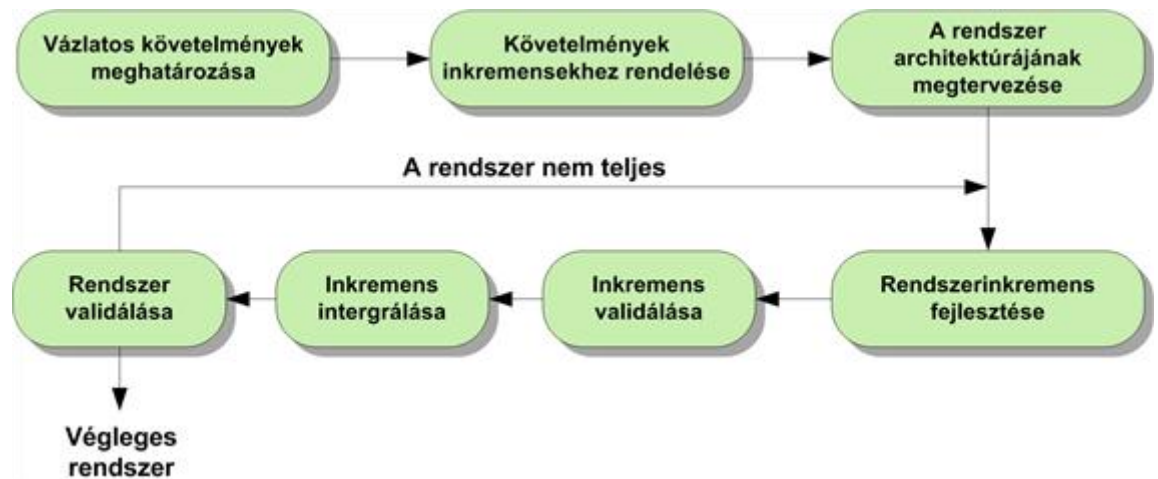 Vázlatos követelmények
meghatározása
Követelmények
inkremensekhez rendelése
A rendszer
architektúrájának
megtervezése
A rendszer nem teljes
Rendszer
validálása
Inkremens
intergrálása
Inkremens
validálása
Rendszerinkremens
fejlesztése
Végleges
rendszer